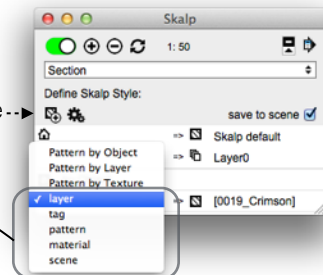 Skalp
1: 50
Section
Define Skalp Style:
save to scene
=> Skalp default
Pattern by Object
=> Layer0
Pattern by Layer
Pattern by Texture
✓ layer
=> [0019_Crimson]
tag
pattern
material
scene